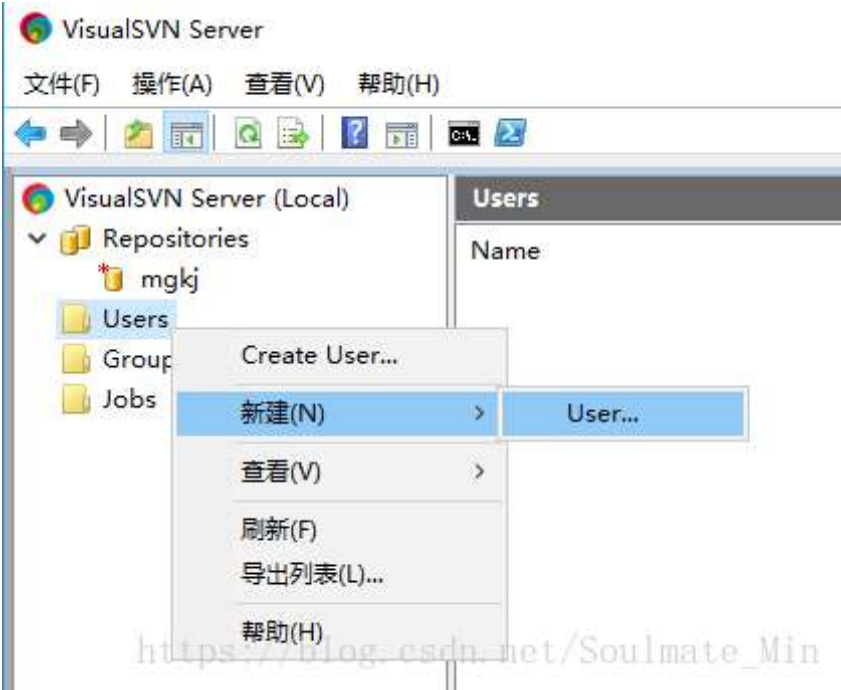 VisualSVN Server
文件(F) 操作(A) 查看(V) 帮助(H)
C:\.
VisualSVN Server (Local)
Users
Repositories
Name
mgkj
Users
Create User...
Group
Jobs
新建(N)
User...
查看(V)
刷新(F)
导出列表(L)...
帮助(H)
https://blog.csdn.net/Soulmate_Min